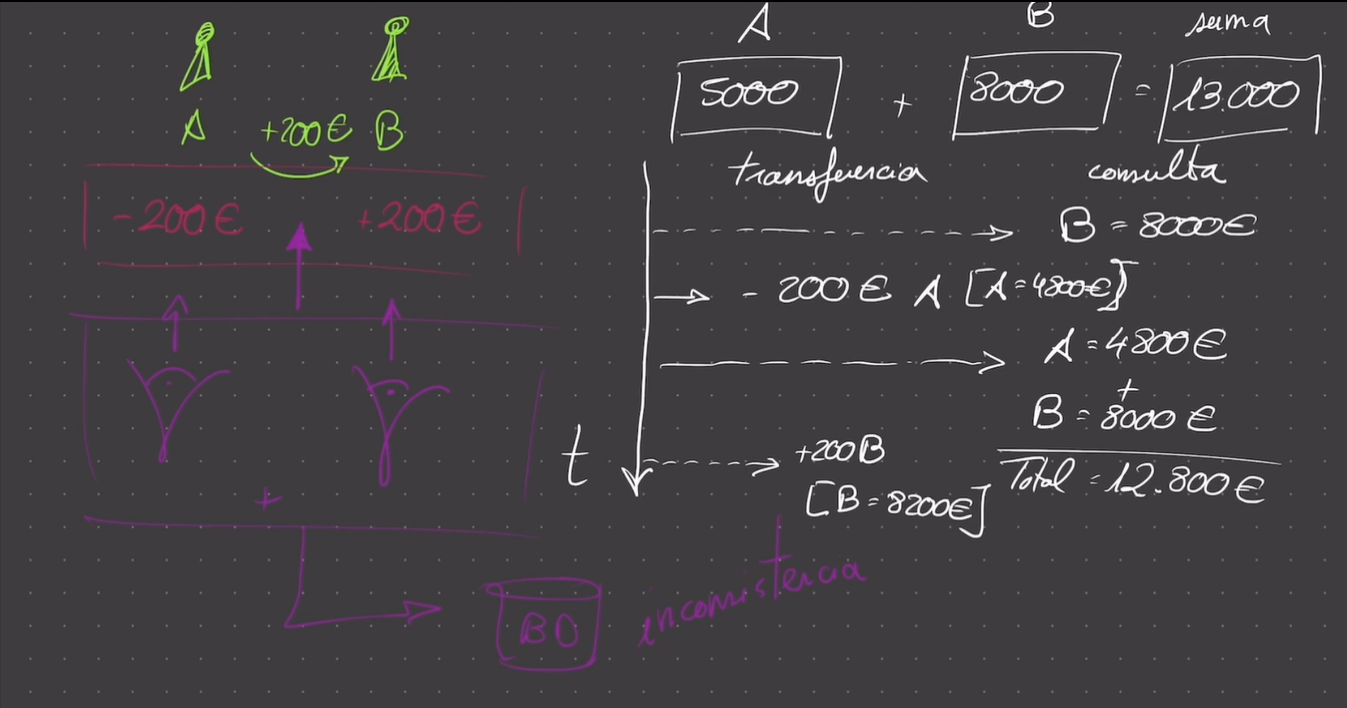 A +200€ B
-200€ +200€
+
BD
inconsistencia
A B suma
5000 + 8000 = 13.000
transferencia consulta
B = 8000€
- 200€ A [A=4800€]
A = 4800€
+
B = 8000€
Total = 12.800€
t
+200B
[B=8200€]